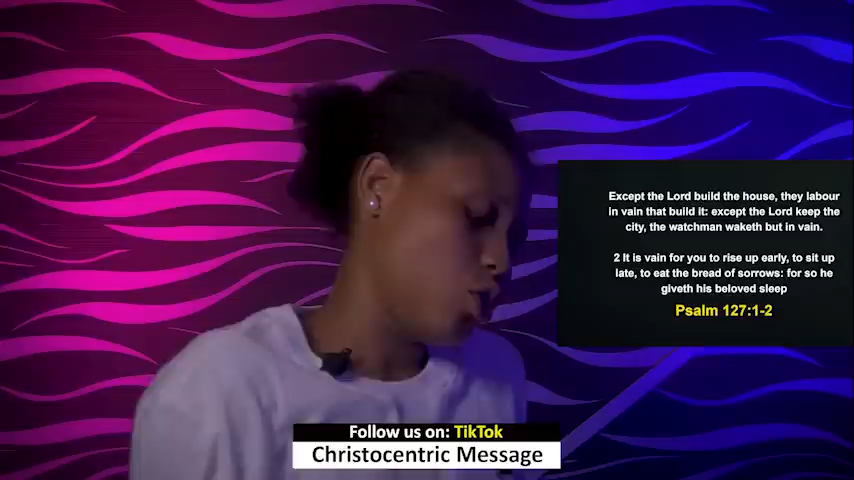 Except the Lord build the house, they labour
in vain that build it: except the Lord keep the
city, the watchman waketh but in vain.
2 It is vain for you to rise up early, to sit up
late, to eat the bread of sorrows: for so he
giveth his beloved sleep
Psalm 127:1-2
Follow us on: TikTok
Christocentric Message